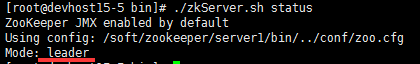 [root@devhost15-5 bin]# ./zkServer.sh status
ZooKeeper JMX enabled by default
Using config: /soft/zookeeper/server1/bin/../conf/zoo.cfg
Mode: leader